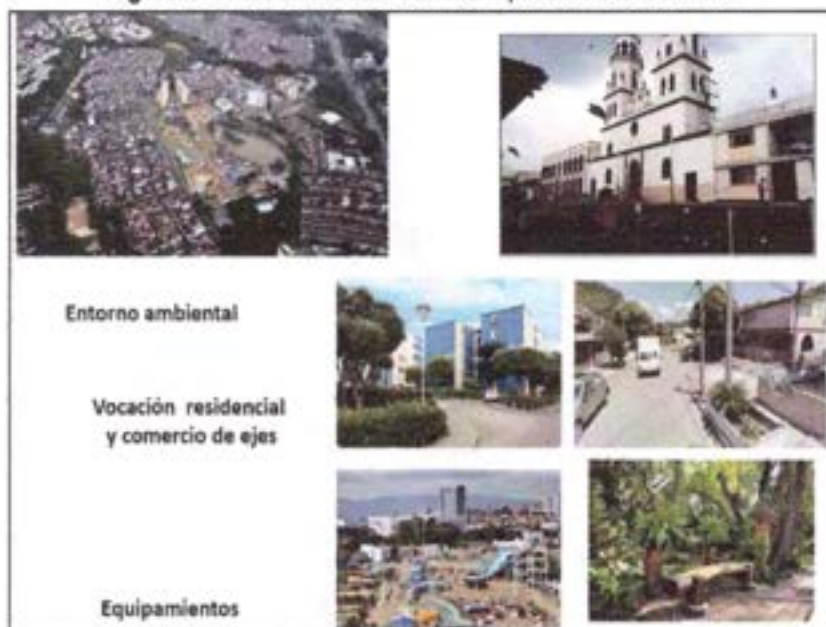 Entorno ambiental
Vocación residencial
y comercio de ejes
Equipamientos